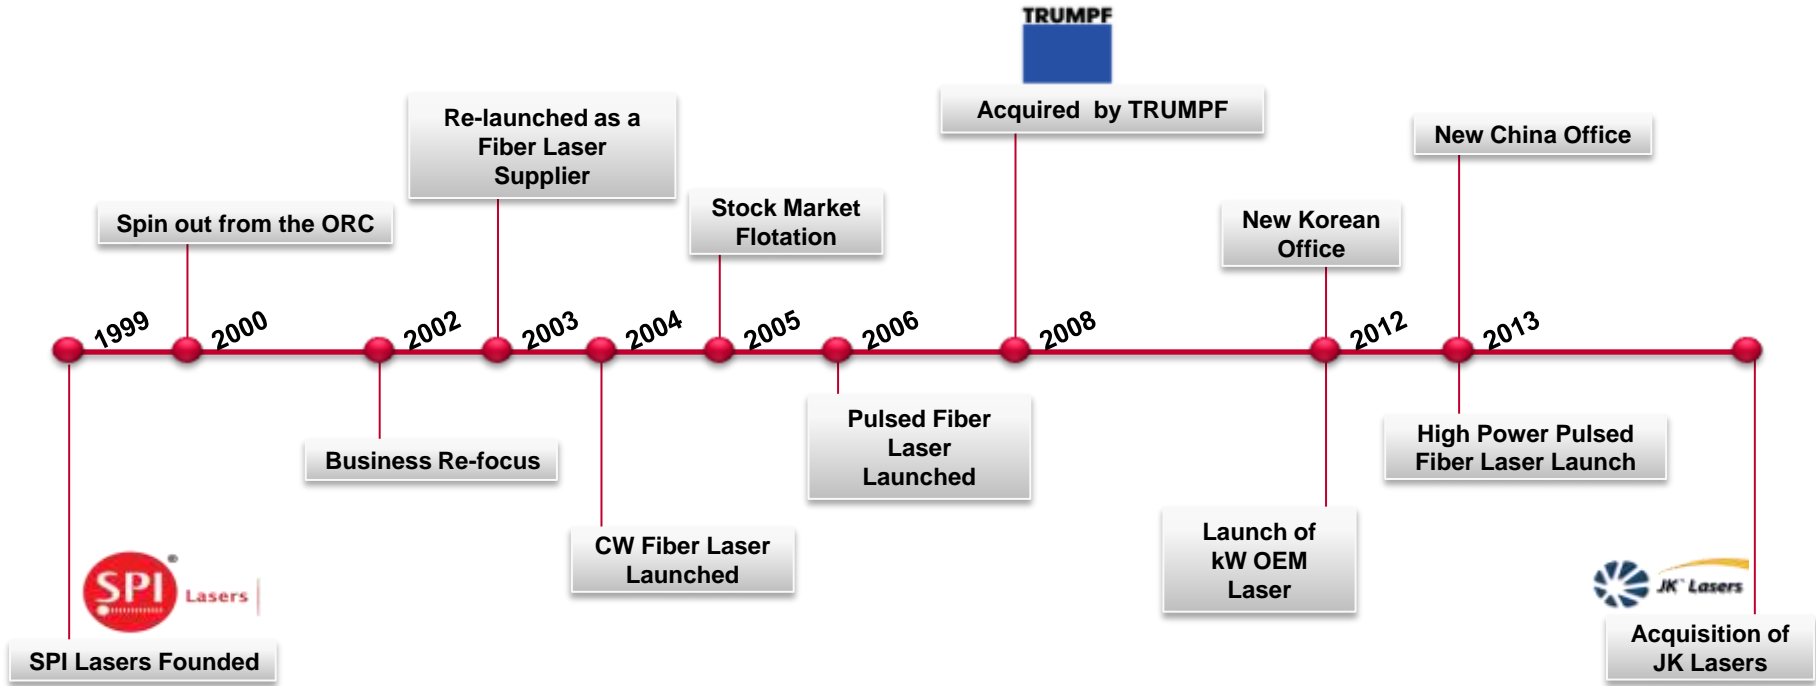 TRUMPF
Acquired by TRUMPF
Re-launched as a
Fiber Laser
Supplier
New China Office
Spin out from the ORC
Stock Market
Flotation
New Korean
Office
1999
2000
2002
2003
2004
2005
2006
2008
2012
2013
Business Re-focus
Pulsed Fiber
Laser
Launched
High Power Pulsed
Fiber Laser Launch
CW Fiber Laser
Launched
Launch of
kW OEM
Laser
SPI® Lasers
JK™ Lasers
SPI Lasers Founded
Acquisition of
JK Lasers